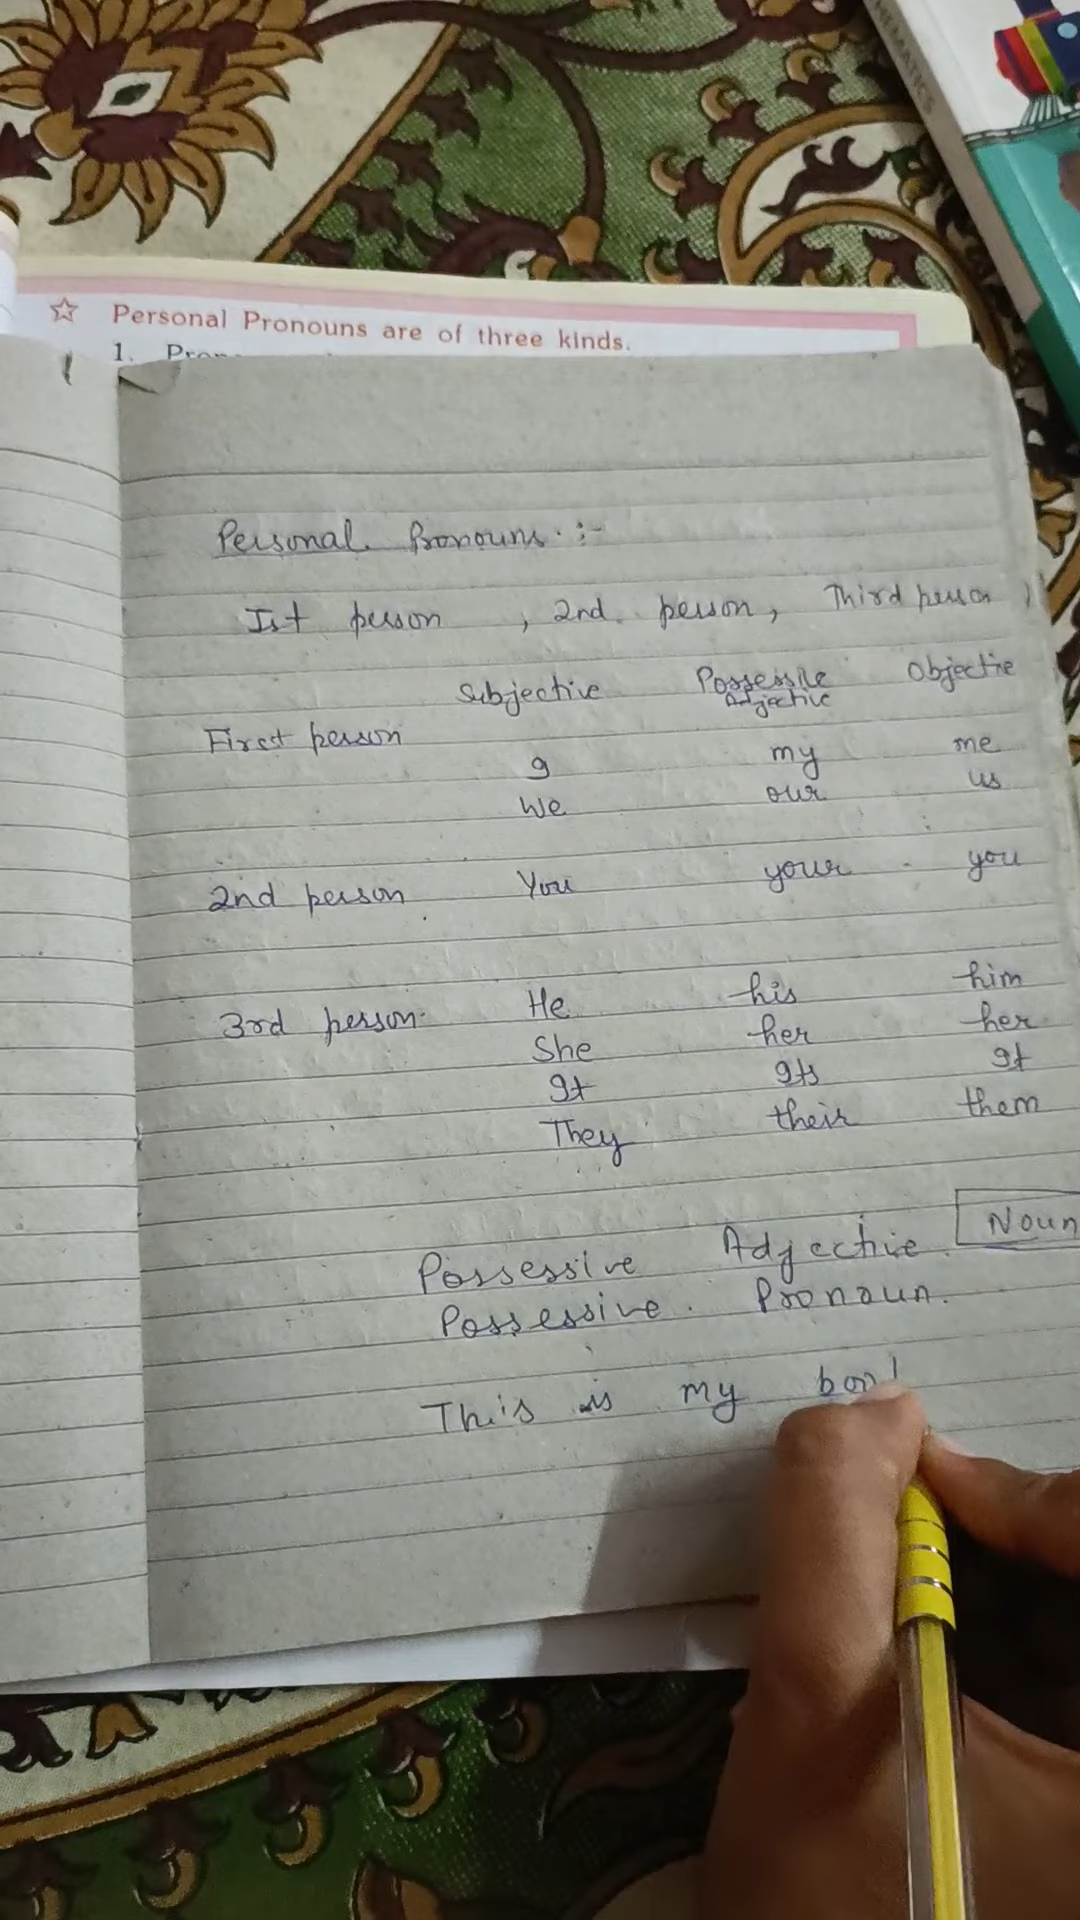 ☆ Personal Pronouns are of three kinds.
1.
Personal Pronouns :-
Ist person , 2nd person, Third person
Subjective Possessive Adjective Objective
First person
I my me
We our us
2nd person You your you
3rd person He his him
She her her
It Its It
They their them
Possessive Adjective Noun
Possessive Pronoun.
This is my